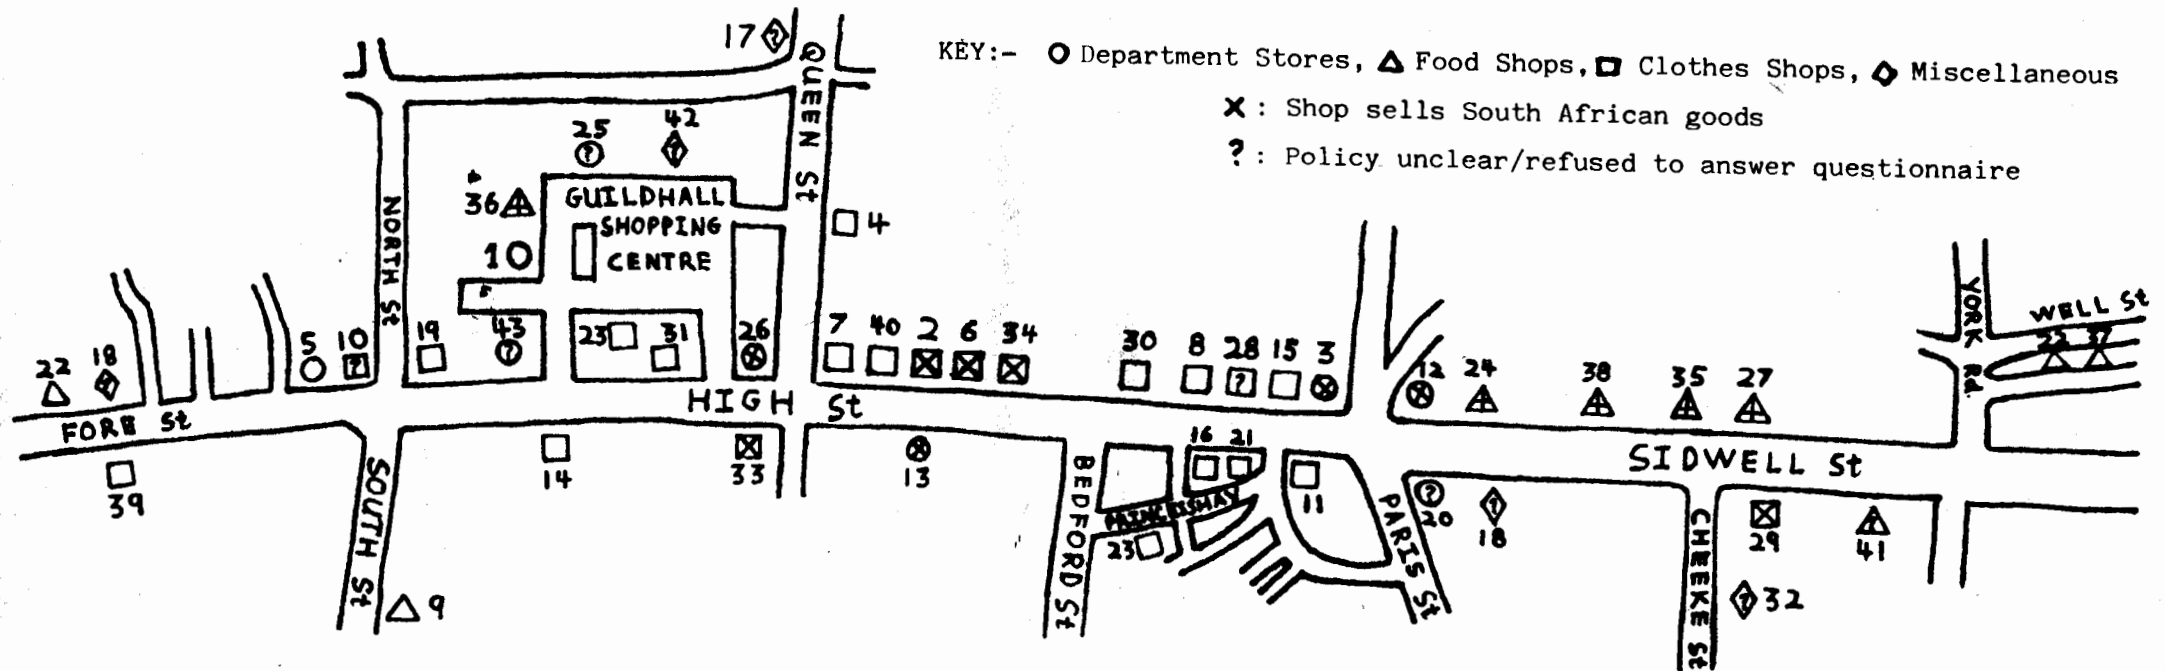 17 ?
QUEEN St
KEY:- Department Stores, Food Shops, Clothes Shops, Miscellaneous
X : Shop sells South African goods
? : Policy unclear/refused to answer questionnaire
25 ?
42 ?
36
GUILDHALL
SHOPPING
CENTRE
4
1
NORTH St
5
10 ?
19
43 ?
23
31
26
7
40
2
6
34
30
8
28 ?
15
3
12
24
38
35
27
YORK Rd.
WELL St
22
37
22
18
FORE St
HIGH St
SIDWELL St
39
SOUTH St
14
33
13
BEDFORD St
16
21
PRINCESSHAY
23
11
PARIS St
20 ?
18 ?
CHEEKE St
29
41 ?
32 ?
9